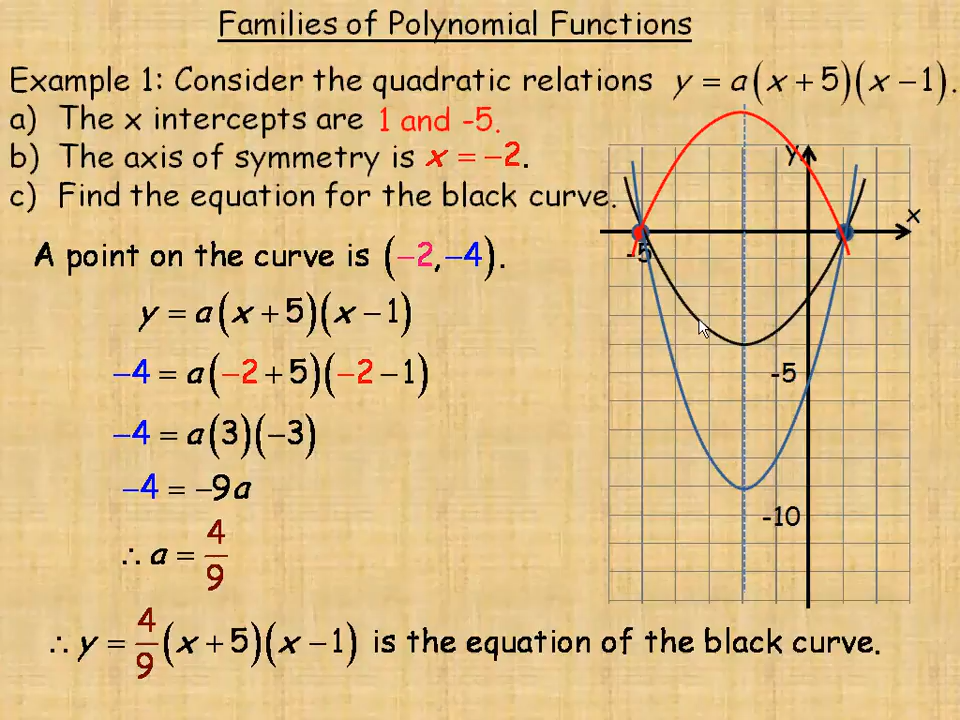 Families of Polynomial Functions
Example 1: Consider the quadratic relations y = a(x + 5)(x − 1).
a) The x intercepts are 1 and -5.
b) The axis of symmetry is x = −2.
c) Find the equation for the black curve.
y
x
-5
A point on the curve is (−2, −4).
y = a(x + 5)(x − 1)
−4 = a(−2 + 5)(−2 − 1)
-5
−4 = a(3)(−3)
−4 = −9a
-10
∴ a = 4/9
∴ y = 4/9 (x + 5)(x − 1) is the equation of the black curve.